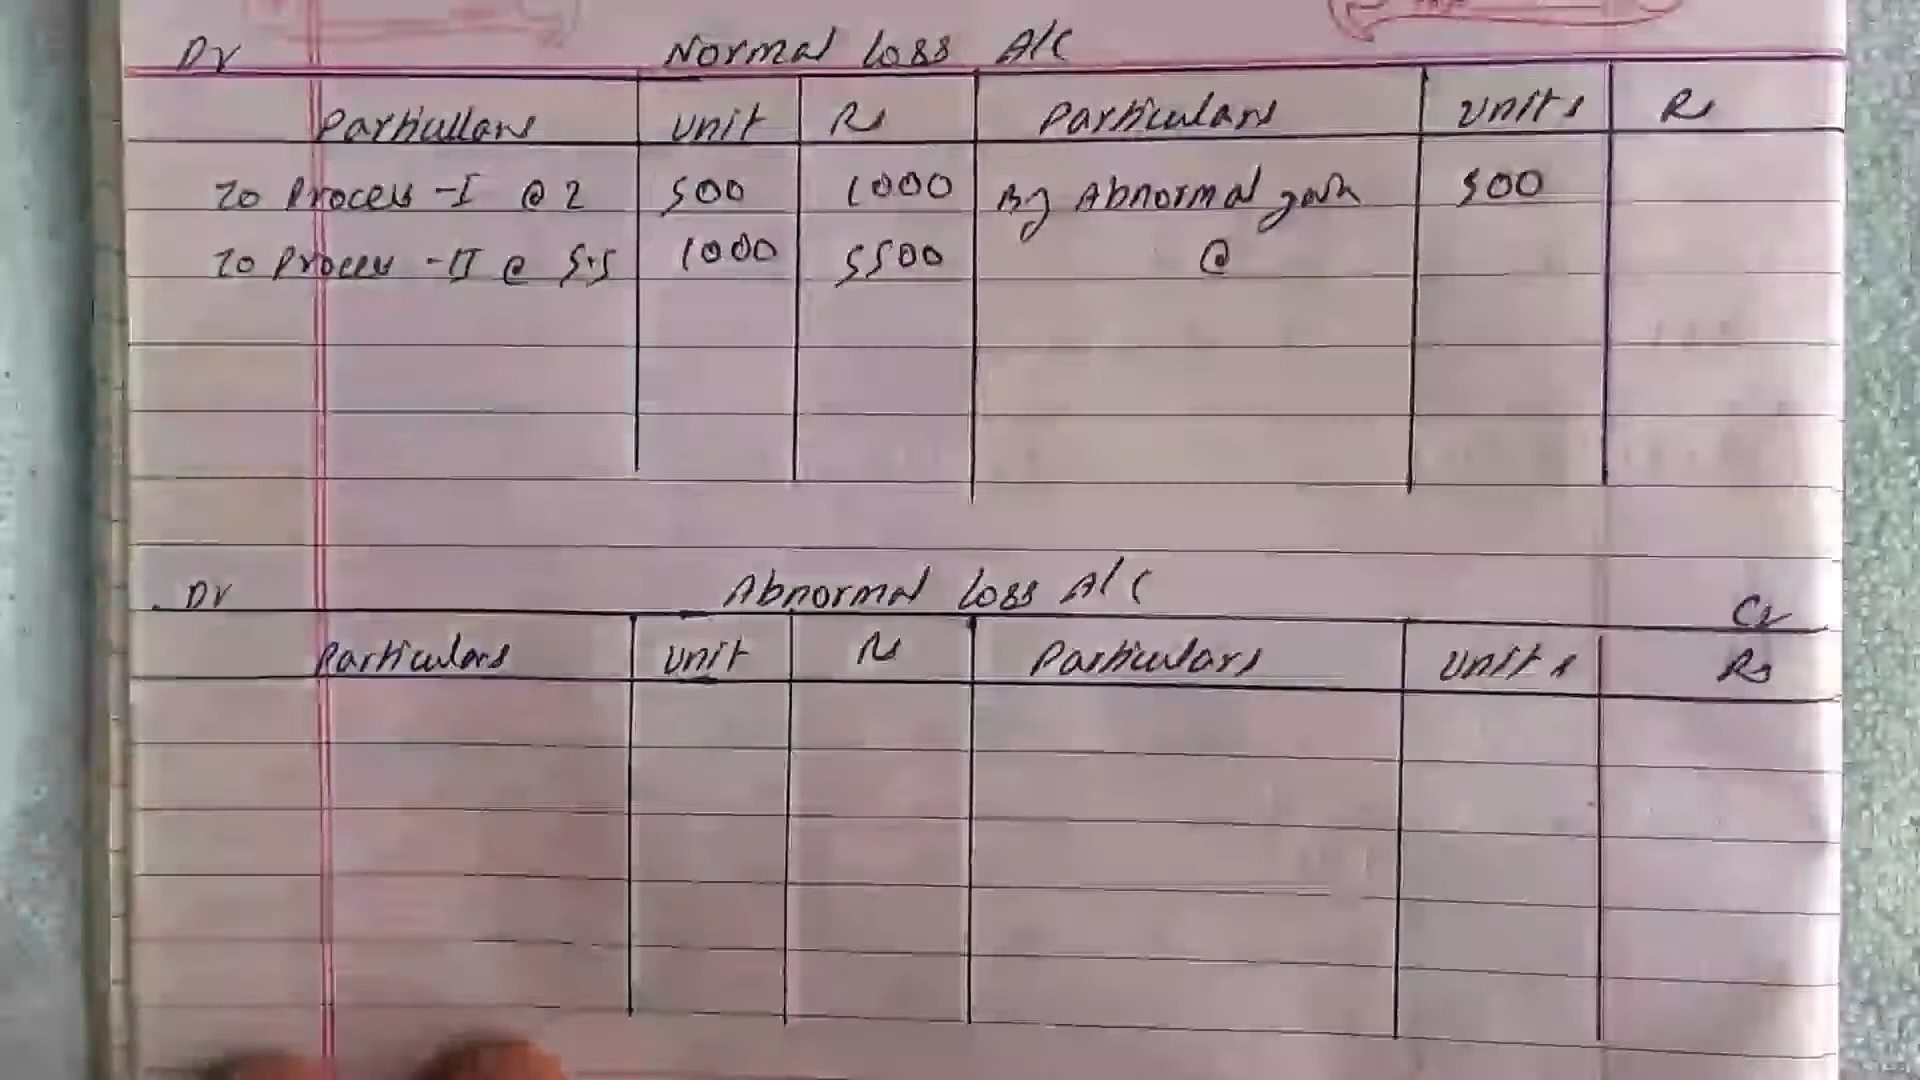 Dr Normal Loss A/C
Particullars unit Rs Particulars units Rs
To Process -I @ 2 500 1000 By Abnormal gain 500
To Process -II @ 5.5 1000 5500 @
Dr Abnormal Loss A/C Cr
Particulars unit Rs Particulars units Rs